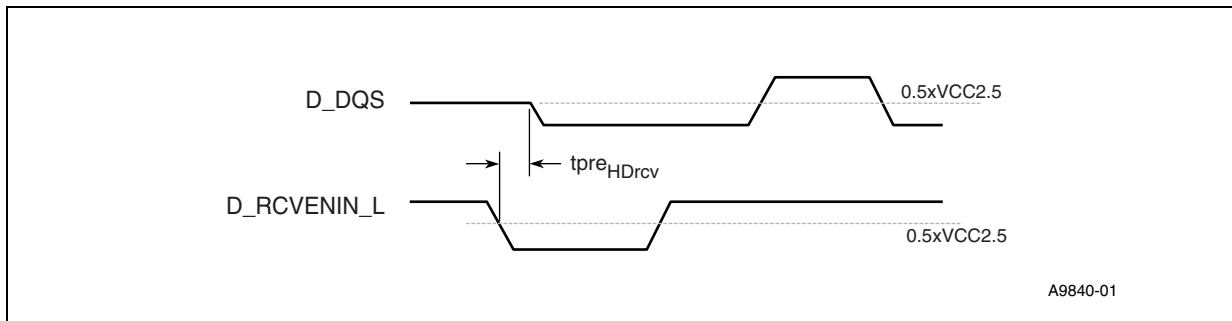 D_DQS
0.5xVCC2.5
tpreHDrcv
D_RCVENIN_L
0.5xVCC2.5
A9840-01